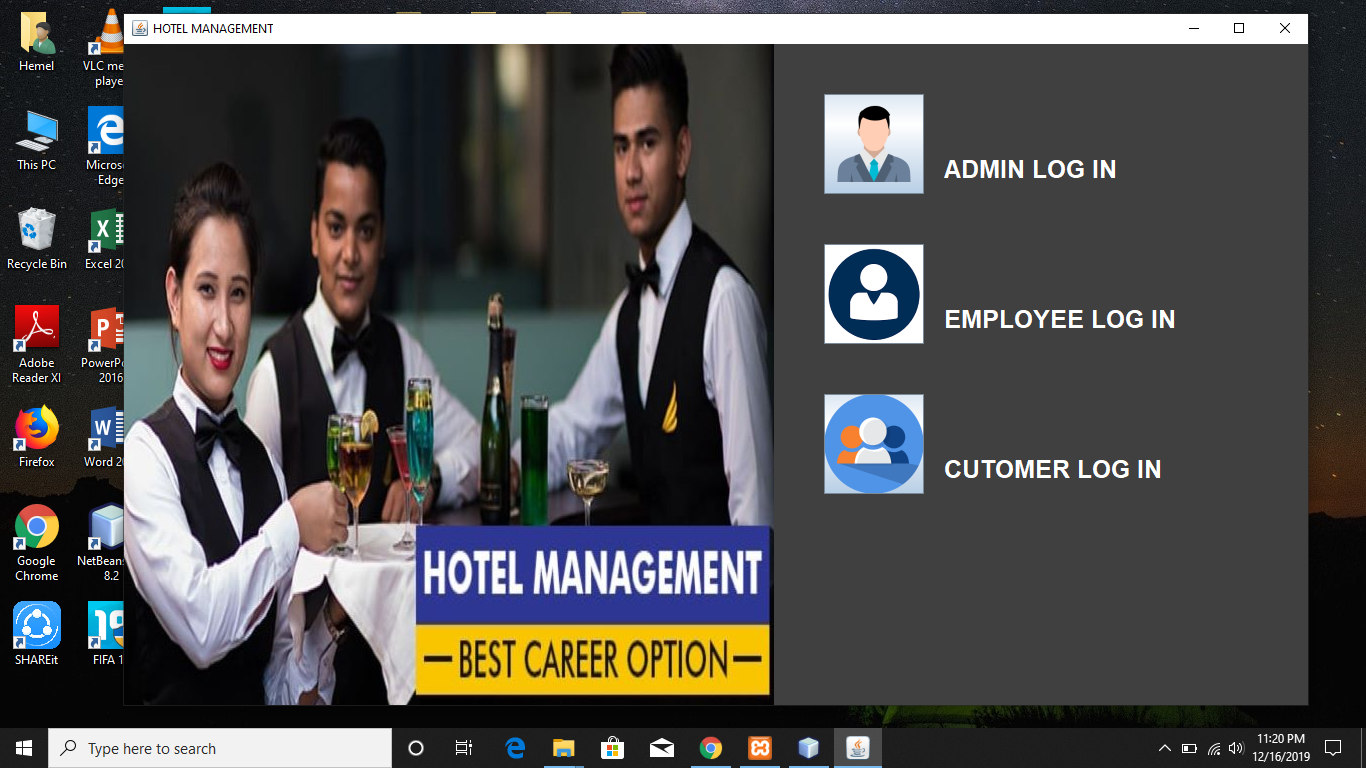 HOTEL MANAGEMENT
Hemel
VLC me
playe
This PC
Micros
Edge
Recycle Bin
Excel 20
Adobe
Reader XI
PowerPo
2016
Firefox
Word 20
Google
Chrome
NetBeans
8.2
SHAREit
FIFA 1
ADMIN LOG IN
EMPLOYEE LOG IN
CUTOMER LOG IN
HOTEL MANAGEMENT
BEST CAREER OPTION
Type here to search
11:20 PM
12/16/2019